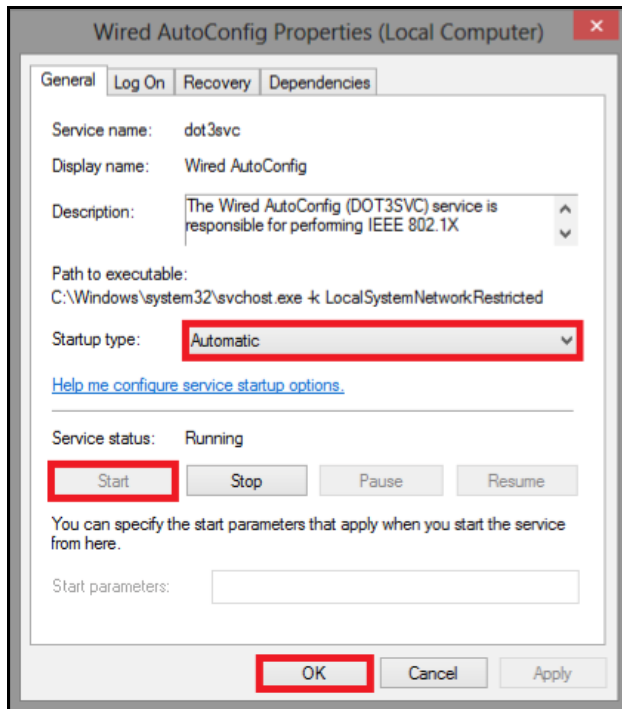 Wired AutoConfig Properties (Local Computer)
General Log On Recovery Dependencies
Service name: dot3svc
Display name: Wired AutoConfig
Description: The Wired AutoConfig (DOT3SVC) service is
responsible for performing IEEE 802.1X
Path to executable:
C:\Windows\system32\svchost.exe -k LocalSystemNetworkRestricted
Startup type: Automatic
Help me configure service startup options.
Service status: Running
Start Stop Pause Resume
You can specify the start parameters that apply when you start the service
from here.
Start parameters:
OK Cancel Apply